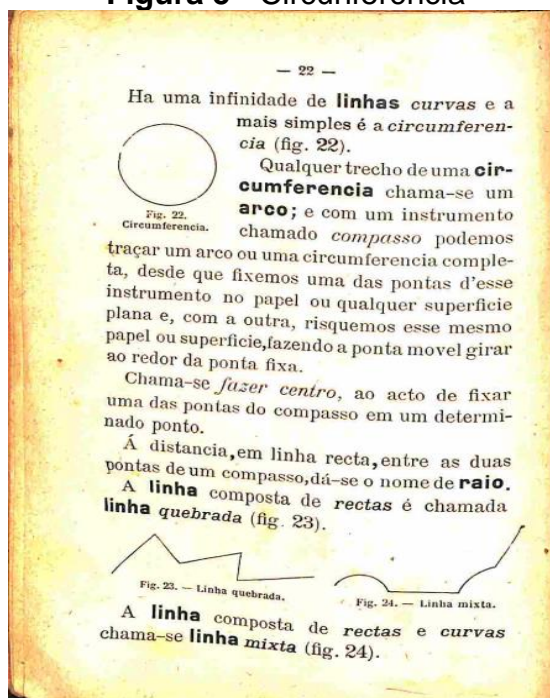 Figura 3 - Circunferência
— 22 —
Ha uma infinidade de linhas curvas e a
mais simples é a circumferen-
cia (fig. 22).
Qualquer trecho de uma cir-
cumferencia chama-se um
arco; e com um instrumento
chamado compasso podemos
Fig. 22.
Circumferencia.
traçar um arco ou uma circumferencia comple-
ta, desde que fixemos uma das pontas d'esse
instrumento no papel ou qualquer superficie
plana e, com a outra, risquemos esse mesmo
papel ou superficie, fazendo a ponta movel girar
ao redor da ponta fixa.
Chama-se fazer centro, ao acto de fixar
uma das pontas do compasso em um determi-
nado ponto.
Á distancia, em linha recta, entre as duas
pontas de um compasso, dá-se o nome de raio.
A linha composta de rectas é chamada
linha quebrada (fig. 23).
Fig. 23. — Linha quebrada.
Fig. 24. — Linha mixta.
A linha composta de rectas e curvas
chama-se linha mixta (fig. 24).